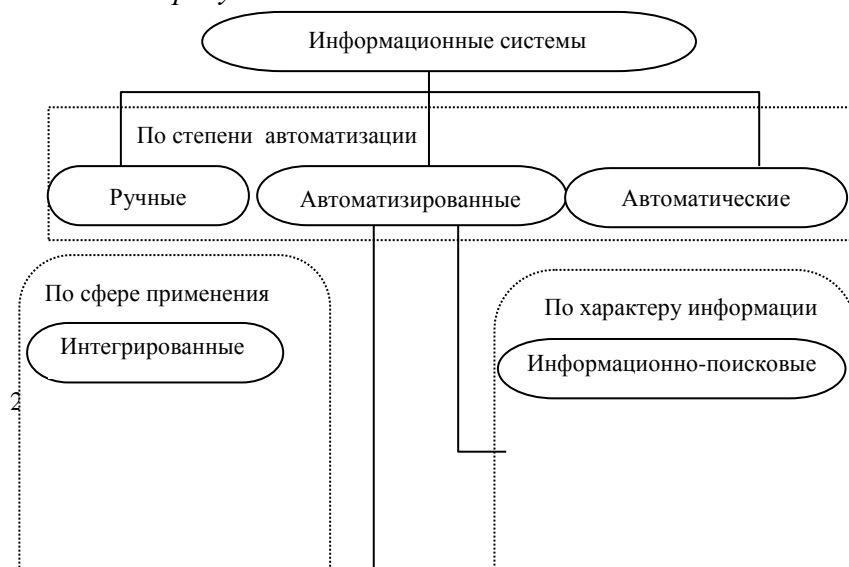 Информационные системы
По степени автоматизации
Ручные
Автоматизированные
Автоматические
По сфере применения
По характеру информации
Интегрированные
Информационно-поисковые
2